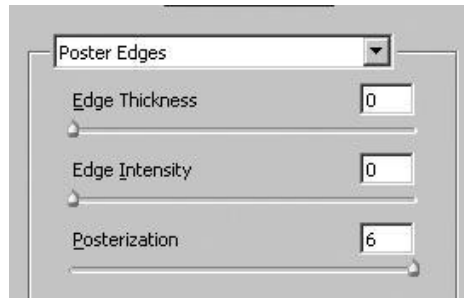 Poster Edges
Edge Thickness 0
Edge Intensity 0
Posterization 6